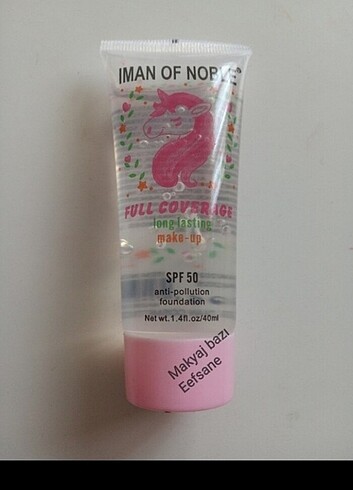 IMAN OF NOBLE
FULL COVERAGE
long lasting
make-up
SPF 50
anti-pollution
foundation
Net wt. 1.4fl.oz/40ml
Makyaj bazı
Eefsane